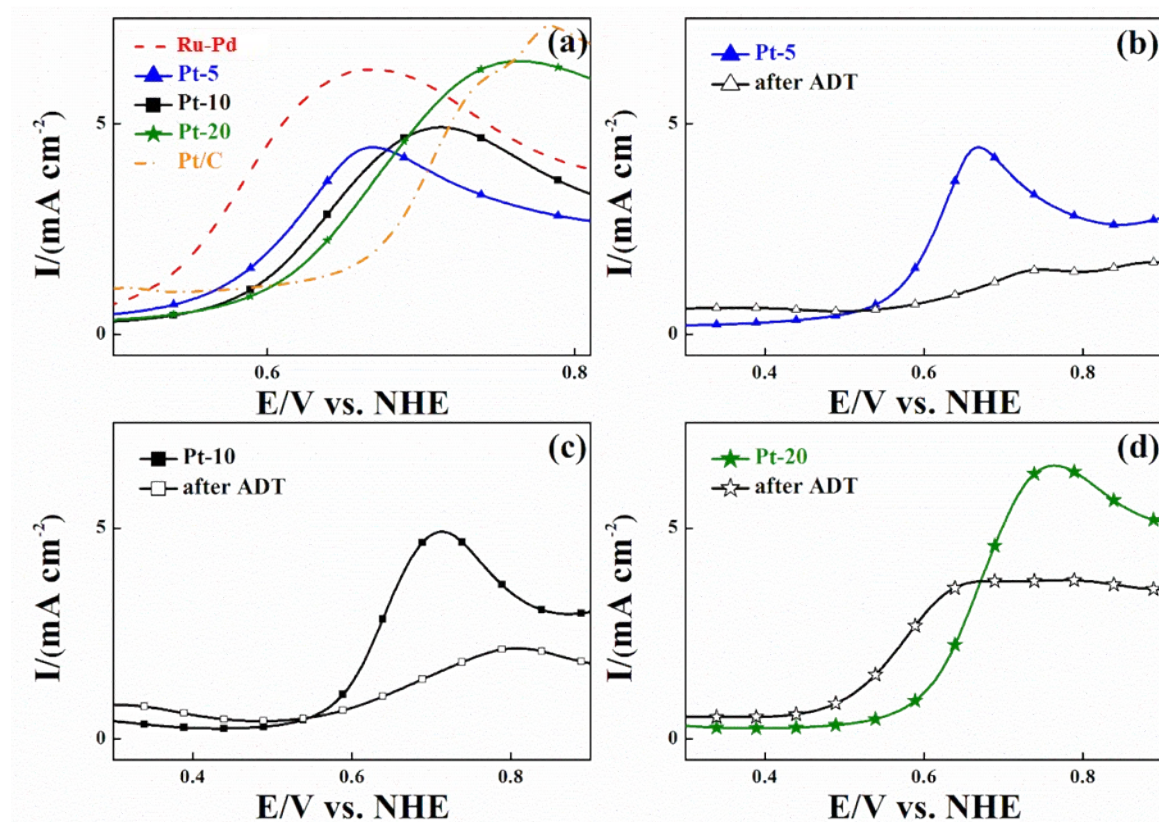 (a)
Ru-Pd
Pt-5
Pt-10
Pt-20
Pt/C
I/(mA cm⁻²)
5
0
0.6
0.8
E/V vs. NHE
(b)
Pt-5
after ADT
I/(mA cm⁻²)
5
0
0.4
0.6
0.8
E/V vs. NHE
(c)
Pt-10
after ADT
I/(mA cm⁻²)
5
0
0.4
0.6
0.8
E/V vs. NHE
(d)
Pt-20
after ADT
I/(mA cm⁻²)
5
0
0.4
0.6
0.8
E/V vs. NHE